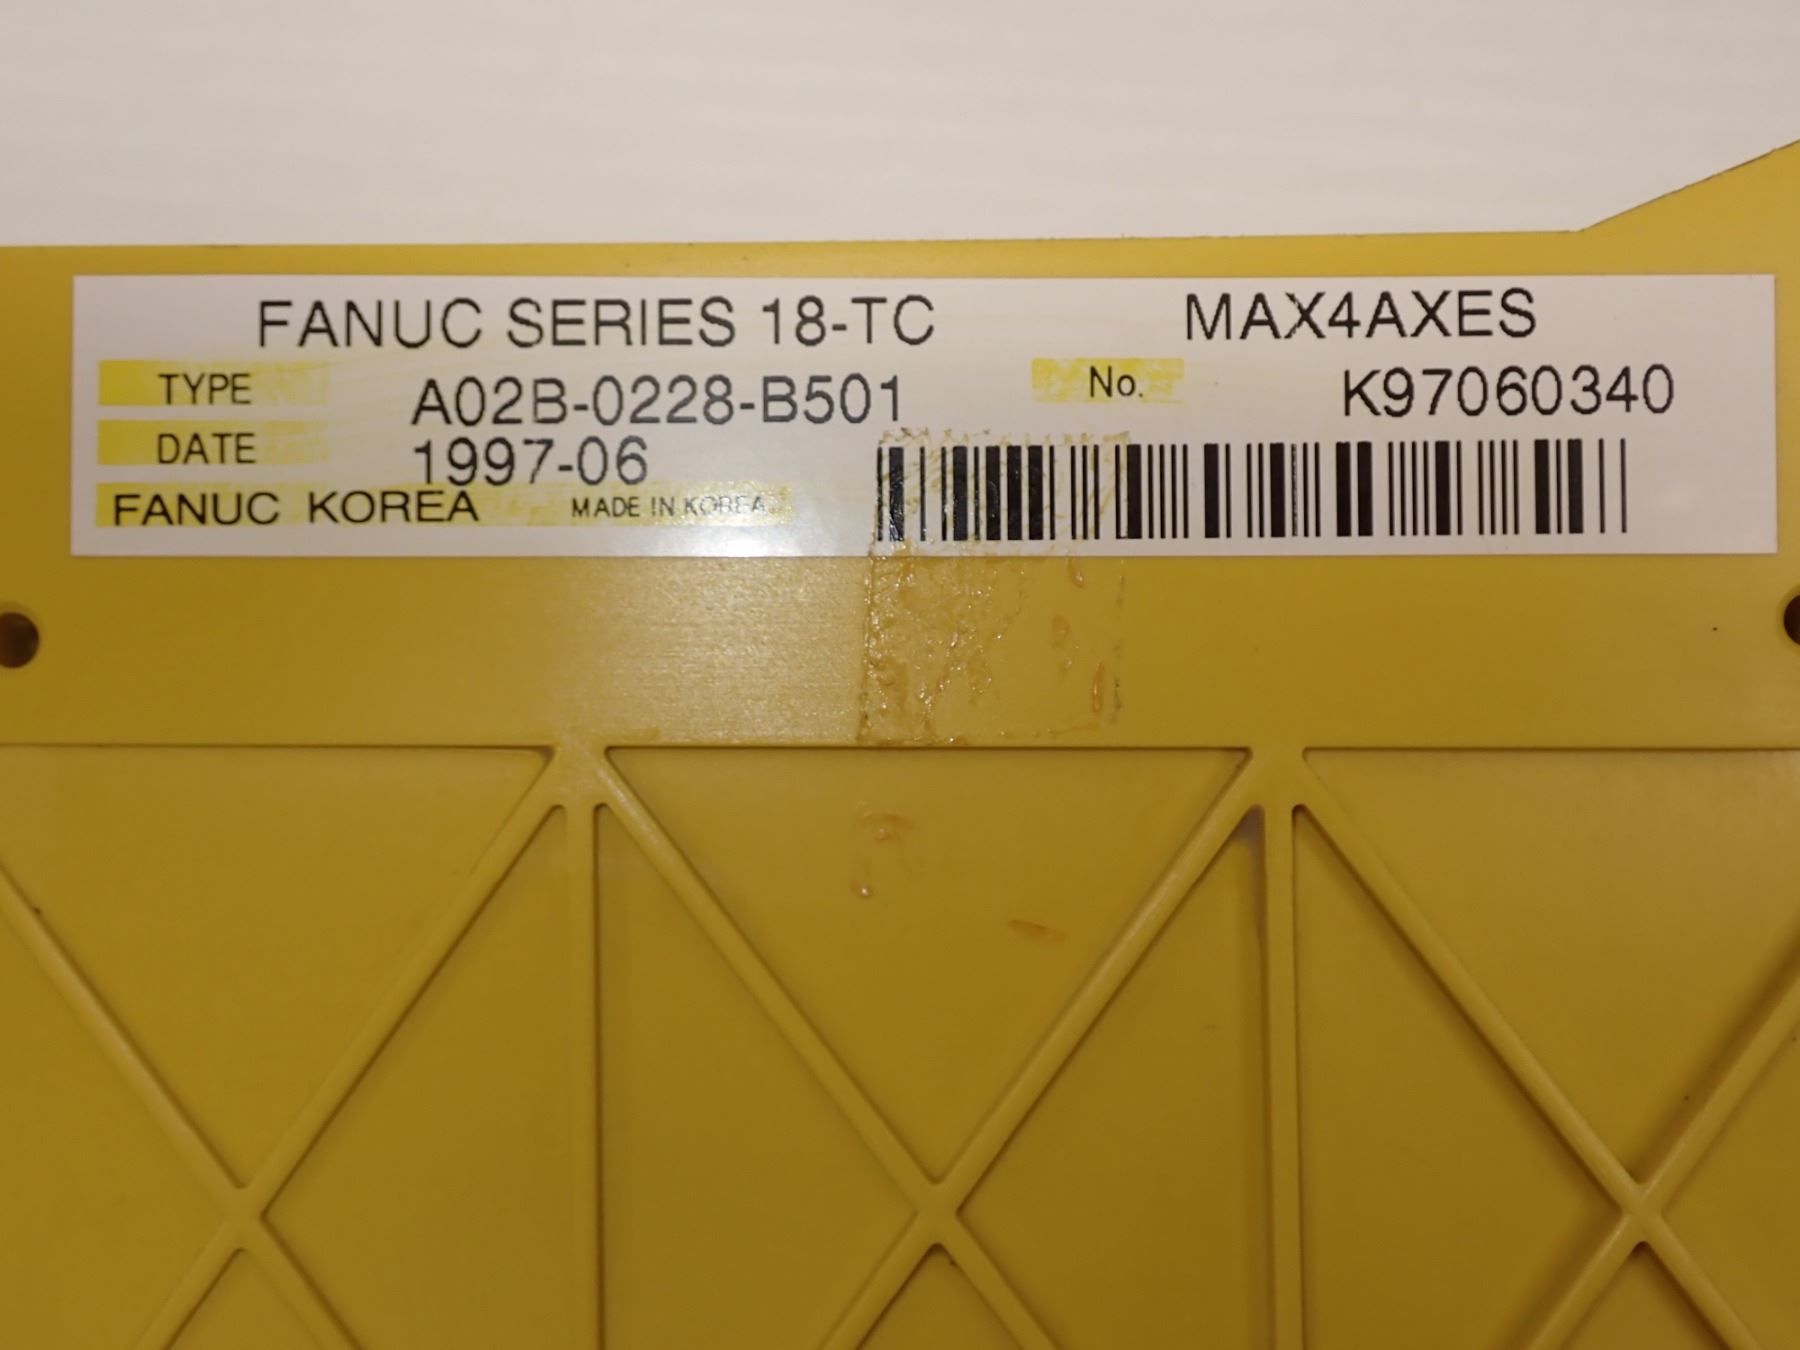 FANUC SERIES 18-TC MAX4AXES
TYPE A02B-0228-B501 No. K97060340
DATE 1997-06
FANUC KOREA MADE IN KOREA